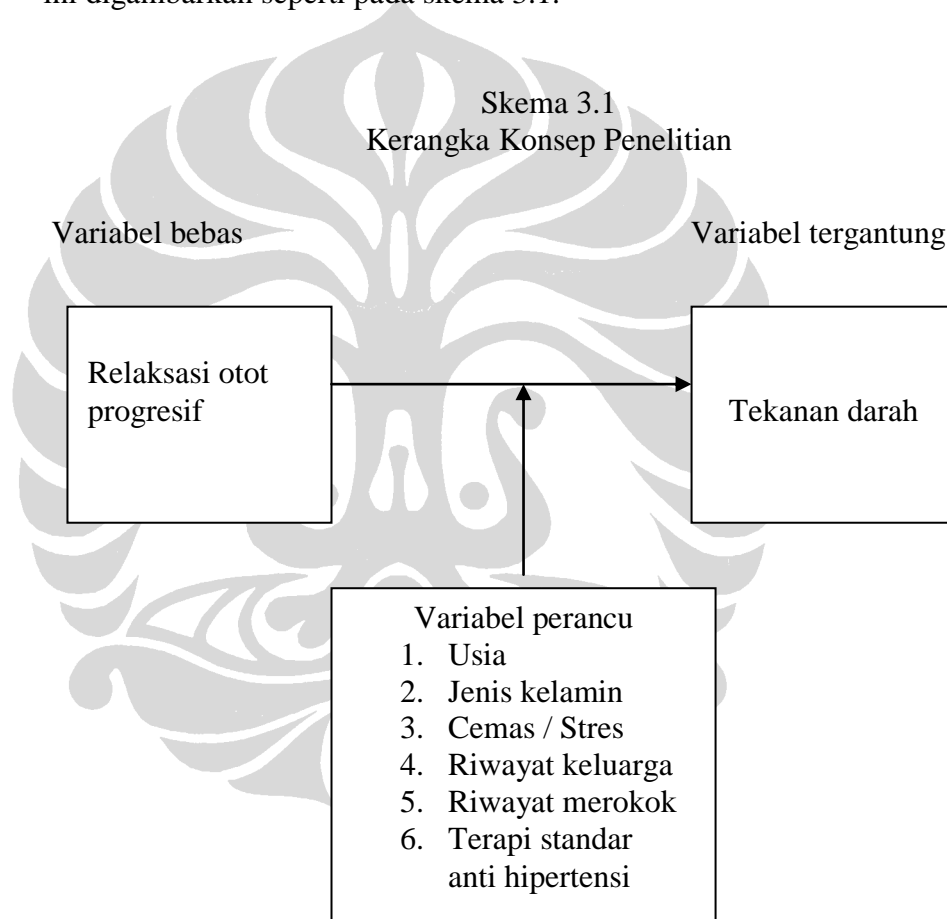 ini digambarkan seperti pada skema 3.1.
Skema 3.1
Kerangka Konsep Penelitian
Variabel bebas
Variabel tergantung
Relaksasi otot
progresif
Tekanan darah
Variabel perancu
1. Usia
2. Jenis kelamin
3. Cemas / Stres
4. Riwayat keluarga
5. Riwayat merokok
6. Terapi standar
anti hipertensi